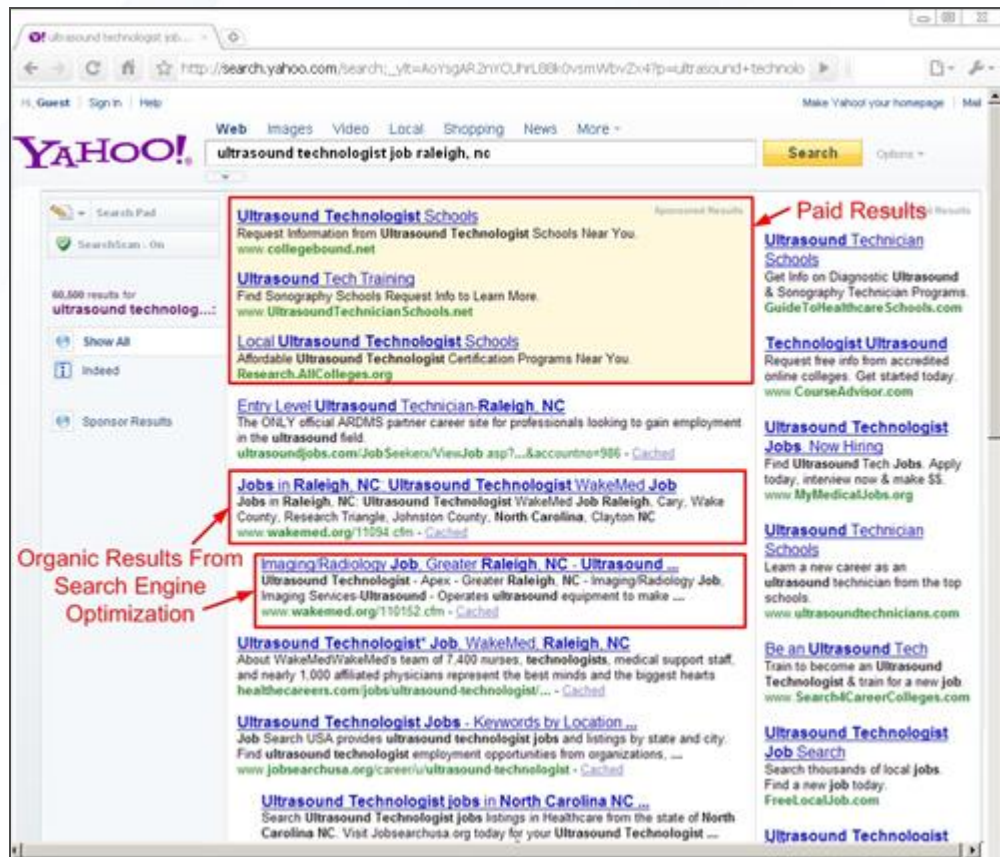 ultrasound technologist job...
http://search.yahoo.com/search;_ylt=
?p=ultrasound+technolo
Hi, Guest | Sign In | Help
Make Yahoo! your homepage | Mail
Web Images Video Local Shopping News More
YAHOO!
ultrasound technologist job raleigh, nc
Search
Options
Search Pad
SearchScan - On
60,500 results for
ultrasound technolog...:
Show All
Indeed
Sponsor Results
Sponsored Results
Ultrasound Technologist Schools
Request Information from Ultrasound Technologist Schools Near You.
www.collegebound.net
Ultrasound Tech Training
Find Sonography Schools Request Info to Learn More.
www.UltrasoundTechnicianSchools.net
Local Ultrasound Technologist Schools
Affordable Ultrasound Technologist Certification Programs Near You.
Research.AllColleges.org
Entry Level Ultrasound Technician-Raleigh, NC
The ONLY official ARDMS partner career site for professionals looking to gain employment
in the ultrasound field.
ultrasoundjobs.com/JobSeekerx/ViewJob.asp?...&accountno=986 - Cached
Jobs in Raleigh, NC: Ultrasound Technologist WakeMed Job
Jobs in Raleigh, NC: Ultrasound Technologist WakeMed Job Raleigh, Cary, Wake
County, Research Triangle, Johnston County, North Carolina, Clayton NC
www.wakemed.org/11094.cfm - Cached
Imaging/Radiology Job, Greater Raleigh, NC - Ultrasound ...
Ultrasound Technologist - Apex - Greater Raleigh, NC - Imaging/Radiology Job,
Imaging Services-Ultrasound - Operates ultrasound equipment to make ....
www.wakemed.org/110152.cfm - Cached
Ultrasound Technologist* Job, WakeMed, Raleigh, NC
About WakeMedWakeMed's team of 7,400 nurses, technologists, medical support staff,
and nearly 1,000 affiliated physicians represent the best minds and the biggest hearts
healthecareers.com/jobs/ultrasound-technologist/... - Cached
Ultrasound Technologist Jobs - Keywords by Location ...
Job Search USA provides ultrasound technologist jobs and listings by state and city.
Find ultrasound technologist employment opportunities from organizations, ....
www.jobsearchusa.org/career/u/ultrasound-technologist - Cached
Ultrasound Technologist jobs in North Carolina NC ...
Search Ultrasound Technologist jobs listings in Healthcare from the state of North
Carolina NC. Visit Jobsearchusa.org today for your Ultrasound Technologist ....
Paid Results
Results
Organic Results From
Search Engine
Optimization
Ultrasound Technician
Schools
Get Info on Diagnostic Ultrasound
& Sonography Technician Programs.
GuideToHealthcareSchools.com
Technologist Ultrasound
Request free info from accredited
online colleges. Get started today.
www.CourseAdvisor.com
Ultrasound Technologist
Jobs. Now Hiring
Find Ultrasound Tech Jobs. Apply
today, interview now & make $$.
www.MyMedicalJobs.org
Ultrasound Technician
Schools
Learn a new career as an
ultrasound technician from the top
schools.
www.ultrasoundtechnicians.com
Be an Ultrasound Tech
Train to become an Ultrasound
Technologist & train for a new job.
www.Search4CareerColleges.com
Ultrasound Technologist
Job Search
Search thousands of local jobs.
Find a new job today.
FreeLocalJob.com
Ultrasound Technologist